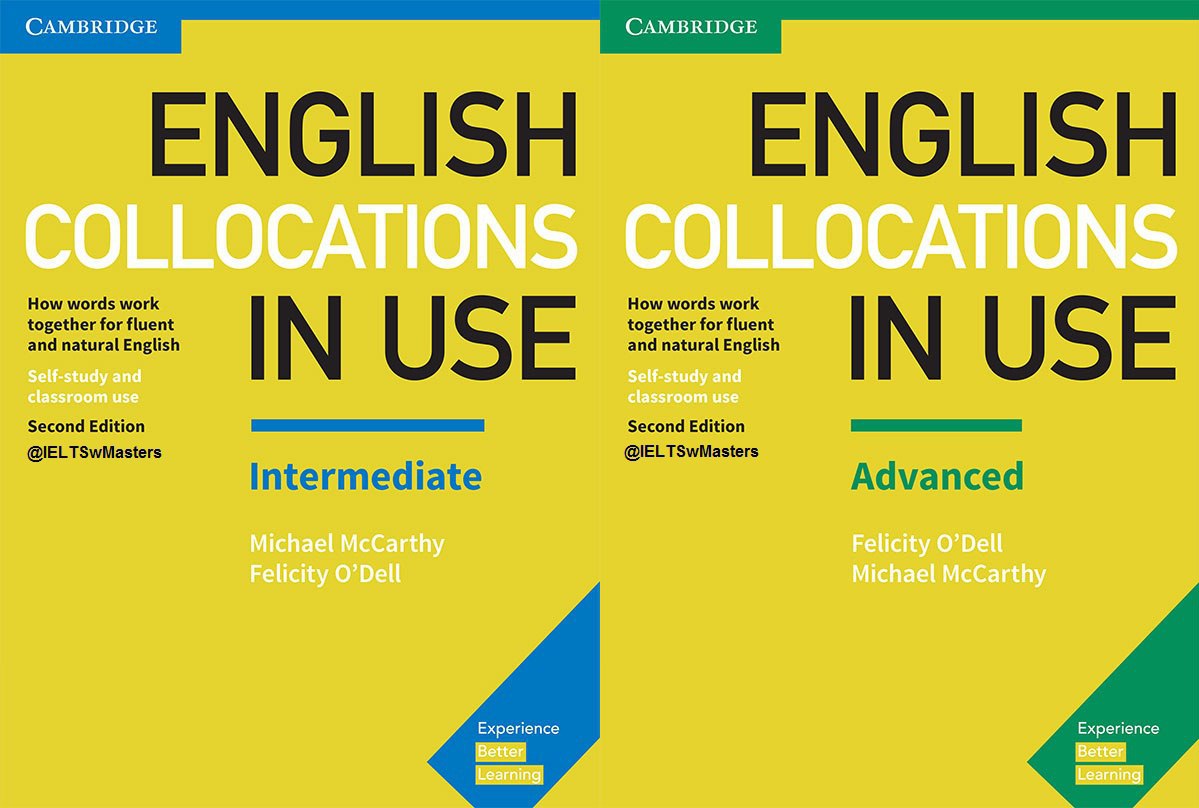 CAMBRIDGE
ENGLISH
COLLOCATIONS
IN USE
How words work
together for fluent
and natural English
Self-study and
classroom use
Second Edition
@IELTSwMasters
Intermediate
Michael McCarthy
Felicity O'Dell
Experience
Better
Learning
CAMBRIDGE
ENGLISH
COLLOCATIONS
IN USE
How words work
together for fluent
and natural English
Self-study and
classroom use
Second Edition
@IELTSwMasters
Advanced
Felicity O'Dell
Michael McCarthy
Experience
Better
Learning